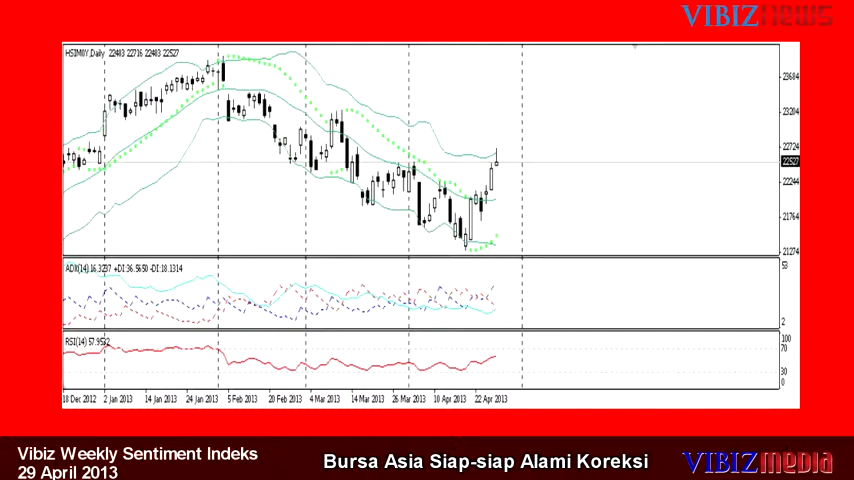 VIBIZnews
HSIM0Y,Daily 22483 22716 22483 22527
23684
23204
22724
22527
22244
21764
21274
ADX(14) 16.3297 +DI:36.5650 -DI:18.1314
53
2
RSI(14) 57.9522
100
70
30
0
18 Dec 2012 2 Jan 2013 14 Jan 2013 24 Jan 2013 5 Feb 2013 20 Feb 2013 4 Mar 2013 14 Mar 2013 26 Mar 2013 10 Apr 2013 22 Apr 2013
Vibiz Weekly Sentiment Indeks
29 April 2013
Bursa Asia Siap-siap Alami Koreksi
VIBIZmedia